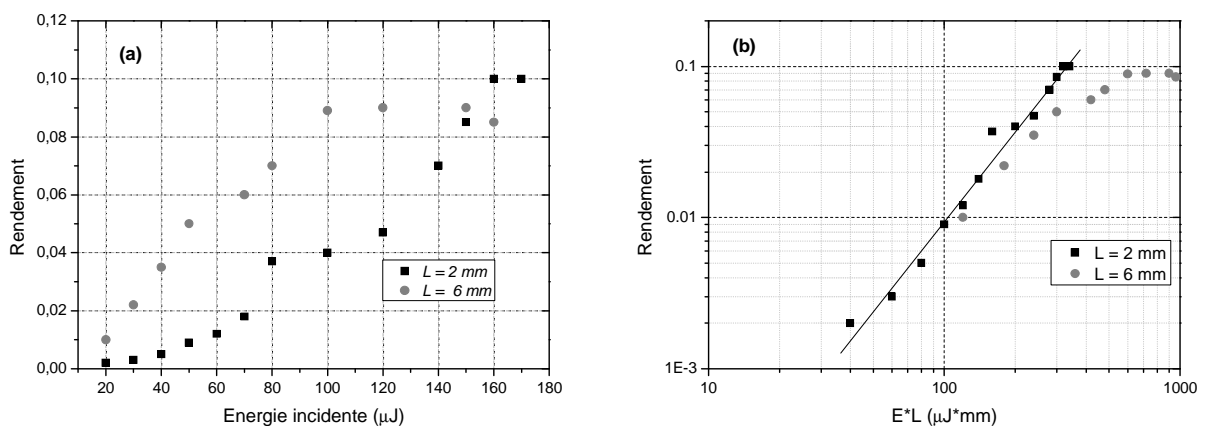 (a)
0,12
0,10
0,08
0,06
0,04
0,02
0,00
Rendement
L = 2 mm
L = 6 mm
20 40 60 80 100 120 140 160 180
Energie incidente (μJ)
(b)
0.1
0.01
1E-3
Rendement
L = 2 mm
L = 6 mm
10 100 1000
E*L (μJ*mm)